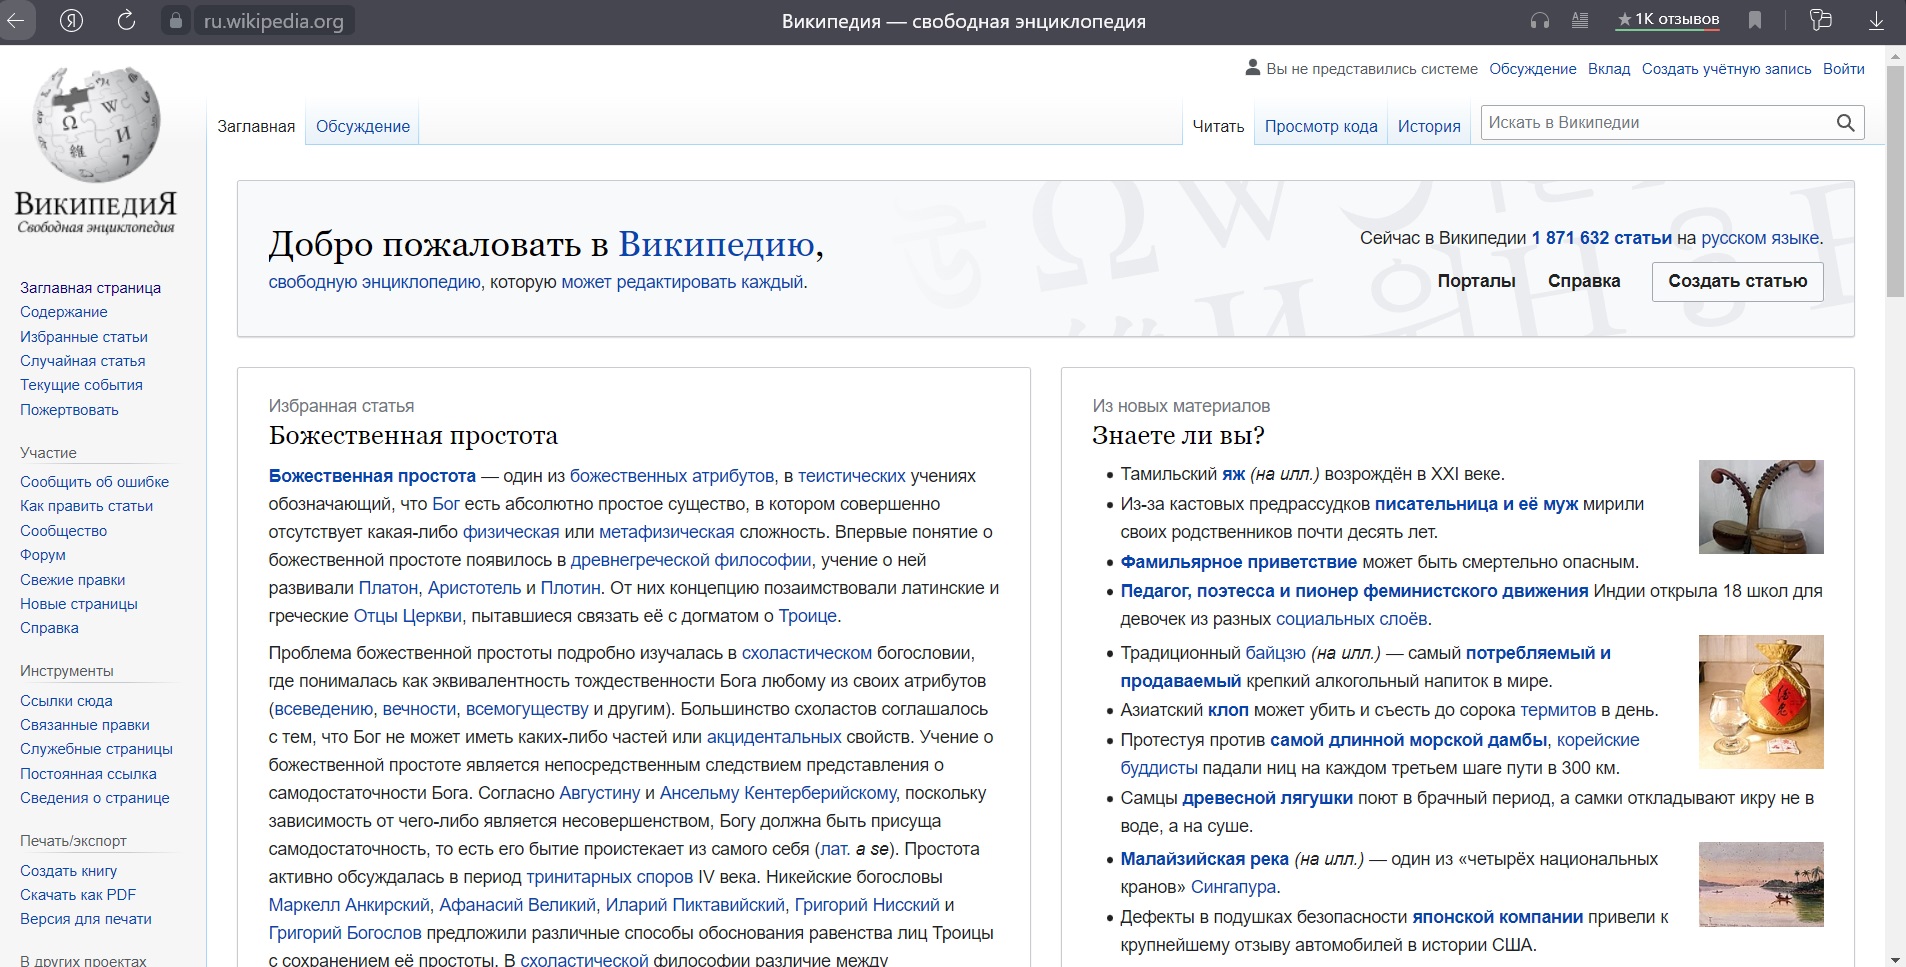 ru.wikipedia.org
Википедия — свободная энциклопедия
★ 1К отзывов
Википедия
Свободная энциклопедия
Вы не представились системе Обсуждение Вклад Создать учётную запись Войти
Заглавная Обсуждение
Читать Просмотр кода История
Искать в Википедии
Заглавная страница
Содержание
Избранные статьи
Случайная статья
Текущие события
Пожертвовать
Участие
Сообщить об ошибке
Как править статьи
Сообщество
Форум
Свежие правки
Новые страницы
Справка
Инструменты
Ссылки сюда
Связанные правки
Служебные страницы
Постоянная ссылка
Сведения о странице
Печать/экспорт
Создать книгу
Скачать как PDF
Версия для печати
В других проектах
Добро пожаловать в Википедию,
свободную энциклопедию, которую может редактировать каждый.
Сейчас в Википедии 1 871 632 статьи на русском языке.
Порталы Справка Создать статью
Избранная статья
Божественная простота
Божественная простота — один из божественных атрибутов, в теистических учениях
обозначающий, что Бог есть абсолютно простое существо, в котором совершенно
отсутствует какая-либо физическая или метафизическая сложность. Впервые понятие о
божественной простоте появилось в древнегреческой философии, учение о ней
развивали Платон, Аристотель и Плотин. От них концепцию позаимствовали латинские и
греческие Отцы Церкви, пытавшиеся связать её с догматом о Троице.
Проблема божественной простоты подробно изучалась в схоластическом богословии,
где понималась как эквивалентность тождественности Бога любому из своих атрибутов
(всеведению, вечности, всемогуществу и другим). Большинство схоластов соглашалось
с тем, что Бог не может иметь каких-либо частей или акцидентальных свойств. Учение о
божественной простоте является непосредственным следствием представления о
самодостаточности Бога. Согласно Августину и Ансельму Кентерберийскому, поскольку
зависимость от чего-либо является несовершенством, Богу должна быть присуща
самодостаточность, то есть его бытие проистекает из самого себя (лат. a se). Простота
активно обсуждалась в период тринитарных споров IV века. Никейские богословы
Маркелл Анкирский, Афанасий Великий, Иларий Пиктавийский, Григорий Нисский и
Григорий Богослов предложили различные способы обоснования равенства лиц Троицы
с сохранением её простоты. В схоластической философии различие между
Из новых материалов
Знаете ли вы?
Тамильский яж (на илл.) возрождён в XXI веке.
Из-за кастовых предрассудков писательница и её муж мирили
своих родственников почти десять лет.
Фамильярное приветствие может быть смертельно опасным.
Педагог, поэтесса и пионер феминистского движения Индии открыла 18 школ для
девочек из разных социальных слоёв.
Традиционный байцзю (на илл.) — самый потребляемый и
продаваемый крепкий алкогольный напиток в мире.
Азиатский клоп может убить и съесть до сорока термитов в день.
Протестуя против самой длинной морской дамбы, корейские
буддисты падали ниц на каждом третьем шаге пути в 300 км.
Самцы древесной лягушки поют в брачный период, а самки откладывают икру не в
воде, а на суше.
Малайзийская река (на илл.) — один из «четырёх национальных
кранов» Сингапура.
Дефекты в подушках безопасности японской компании привели к
крупнейшему отзыву автомобилей в истории США.